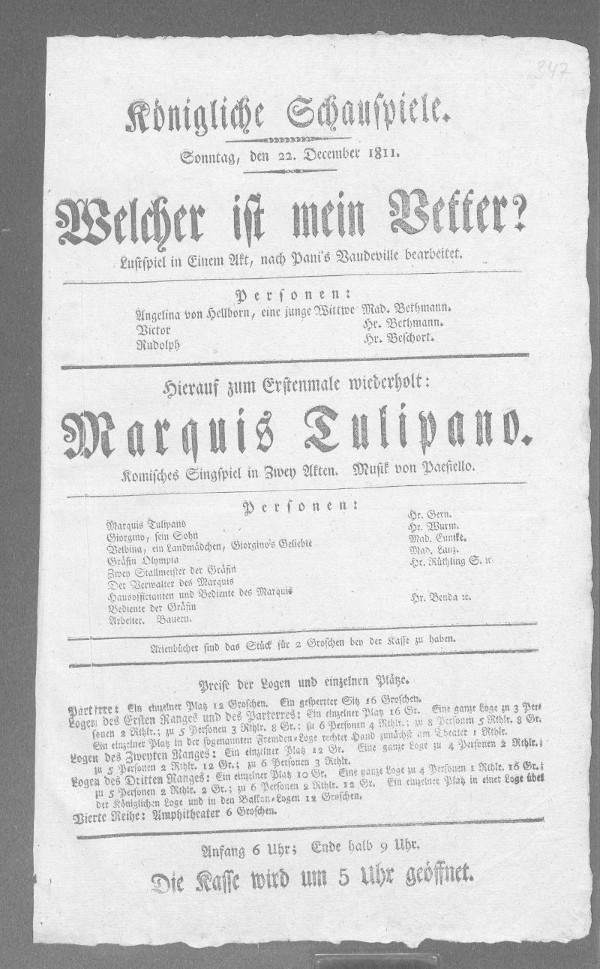 347
Königliche Schauspiele.
Sonntag, den 22. December 1811.
Welcher ist mein Vetter?
Lustspiel in Einem Akt, nach Pani's Vaudeville bearbeitet.
Personen:
Angelina von Hellborn, eine junge Wittwe Mad. Bethmann.
Victor Hr. Bethmann.
Rudolph Hr. Beschort.
Hierauf zum Erstenmale wiederholt:
Marquis Tulipano.
Komisches Singspiel in Zwey Akten. Musik von Paesiello.
Personen:
Marquis Tulipano Hr. Gern.
Giorgino, sein Sohn Hr. Wurm.
Velbina, ein Landmädchen, Giorgino's Geliebte Mad. Eunike.
Gräfin Olympia Mad. Lanz.
Zwey Stallmeister der Gräfin Hr. Rüthling S. ꝛc.
Der Verwalter des Marquis
Hausofficianten und Bediente des Marquis Hr. Benda ꝛc.
Bediente der Gräfin
Arbeiter. Bauern.
Arienbücher sind das Stück für 2 Groschen bey der Kasse zu haben.
Preise der Logen und einzelnen Plätze.
Parterre: Ein einzelner Platz 12 Groschen. Ein gesperrter Sitz 16 Groschen.
Logen des Ersten Ranges und des Parterres: Ein einzelner Platz 16 Gr. Eine ganze Loge zu 3 Per
sonen 2 Rthlr.; zu 5 Personen 3 Rthlr. 8 Gr.; zu 6 Personen 4 Rthlr.; zu 8 Personen 5 Rthlr. 8 Gr.
Ein einzelner Platz in der sogenannten Fremden-Loge rechter Hand zunächst am Theater 1 Rthlr.
Logen des Zweyten Ranges: Ein einzelner Platz 12 Gr. Eine ganze Loge zu 4 Personen 2 Rthlr.;
zu 5 Personen 2 Rthlr. 12 Gr.; zu 6 Personen 3 Rthlr.
Logen des Dritten Ranges: Ein einzelner Platz 10 Gr. Eine ganze Loge zu 4 Personen 1 Rthlr. 16 Gr.;
zu 5 Personen 2 Rthlr. 2 Gr.; zu 6 Personen 2 Rthlr. 12 Gr. Ein einzelner Platz in einer Loge über
der Königlichen Loge und in den Balkon-Logen 12 Groschen.
Vierte Reihe: Amphitheater 6 Groschen.
Anfang 6 Uhr; Ende halb 9 Uhr.
Die Kasse wird um 5 Uhr geöffnet.